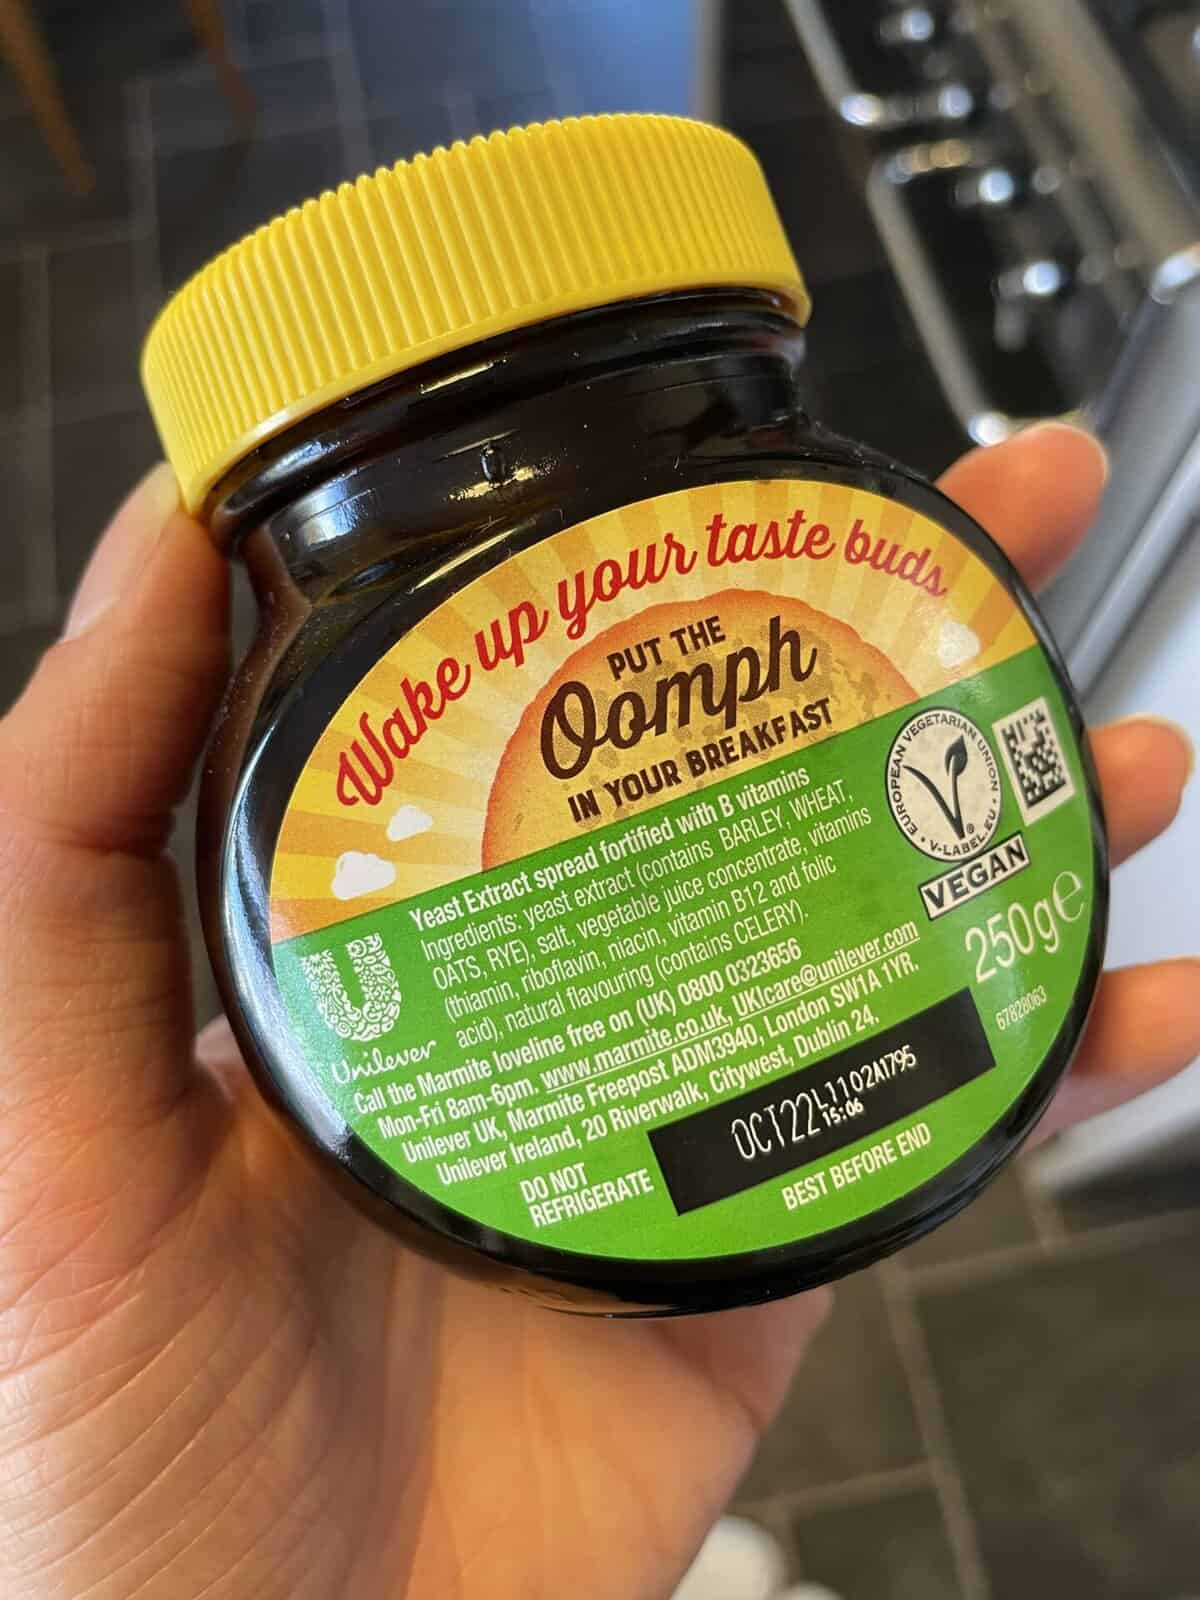 Wake up your taste buds
PUT THE
Oomph
IN YOUR BREAKFAST
Yeast Extract spread fortified with B vitamins
Ingredients: yeast extract (contains BARLEY, WHEAT,
OATS, RYE), salt, vegetable juice concentrate, vitamins
(thiamin, riboflavin, niacin, vitamin B12 and folic
acid), natural flavouring (contains CELERY).
Call the Marmite loveline free on (UK) 0800 0323656
Mon-Fri 8am-6pm. www.marmite.co.uk, UKIcare@unilever.com
Unilever UK, Marmite Freepost ADM3940, London SW1A 1YR.
Unilever Ireland, 20 Riverwalk, Citywest, Dublin 24.
DO NOT
REFRIGERATE
OCT22 L1102A1795
15:06
BEST BEFORE END
U
Unilever
EUROPEAN VEGETARIAN UNION
V-LABEL.EU
VEGAN
250g e
67828063